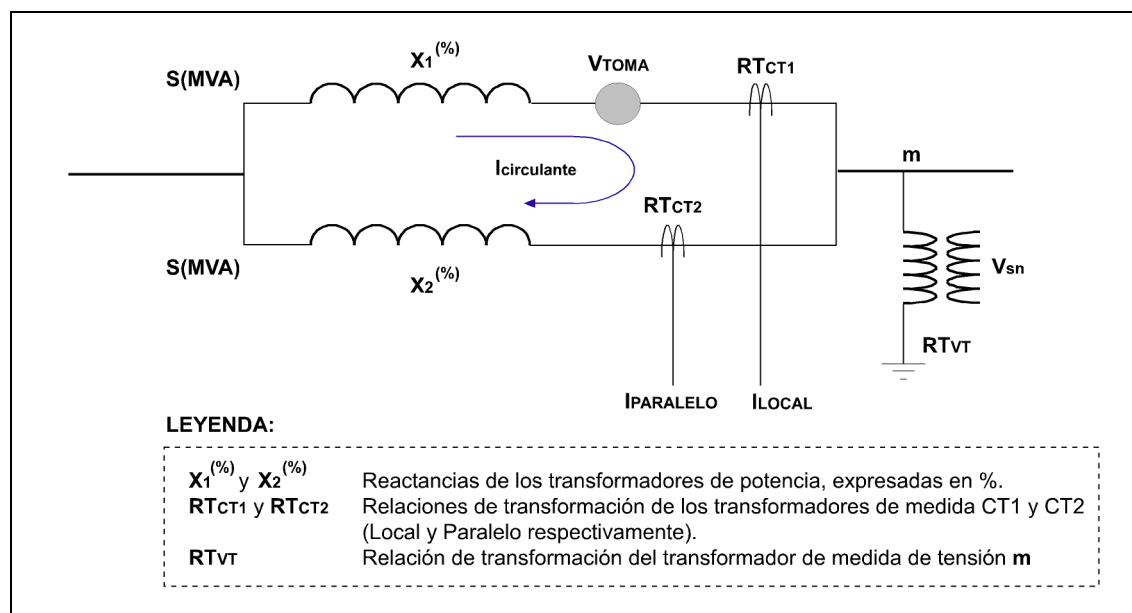 X1(%)
S(MVA)
VTOMA
RTCT1
Icirculante
m
RTCT2
S(MVA)
X2(%)
Vsn
RTVT
IPARALELO
ILOCAL
LEYENDA:
X1(%) y X2(%) Reactancias de los transformadores de potencia, expresadas en %.
RTCT1 y RTCT2 Relaciones de transformación de los transformadores de medida CT1 y CT2
(Local y Paralelo respectivamente).
RTVT Relación de transformación del transformador de medida de tensión m